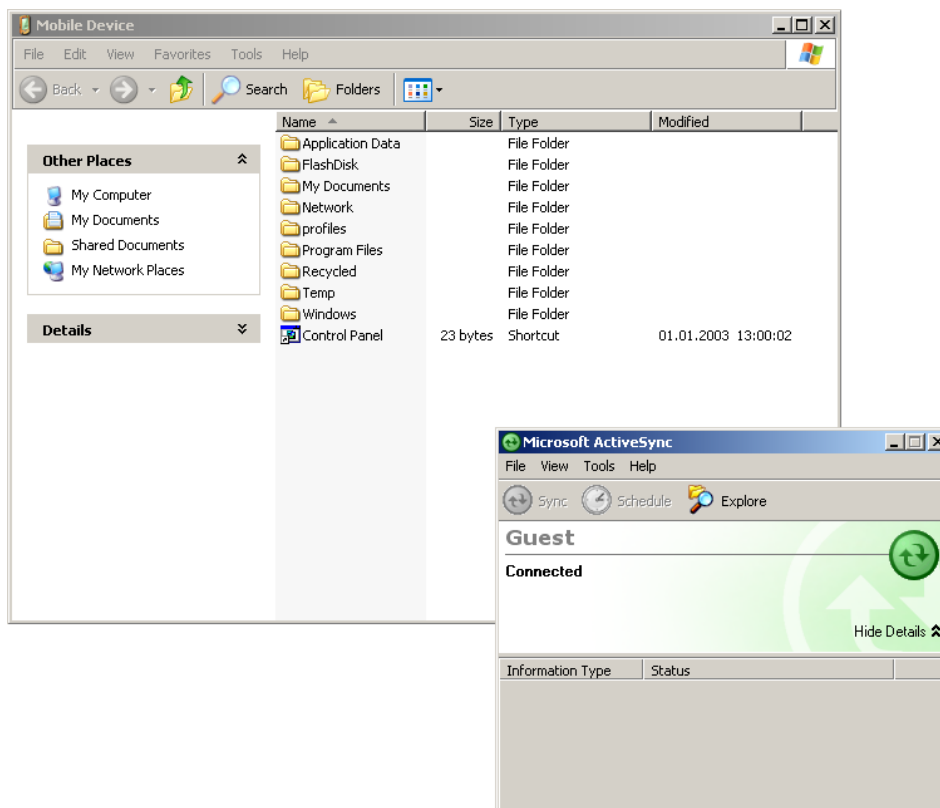 Mobile Device
File Edit View Favorites Tools Help
Back Search Folders
Name Size Type Modified
Other Places
My Computer
My Documents
Shared Documents
My Network Places
Details
Application Data File Folder
FlashDisk File Folder
My Documents File Folder
Network File Folder
profiles File Folder
Program Files File Folder
Recycled File Folder
Temp File Folder
Windows File Folder
Control Panel 23 bytes Shortcut 01.01.2003 13:00:02
Microsoft ActiveSync
File View Tools Help
Sync Schedule Explore
Guest
Connected
Hide Details
Information Type Status